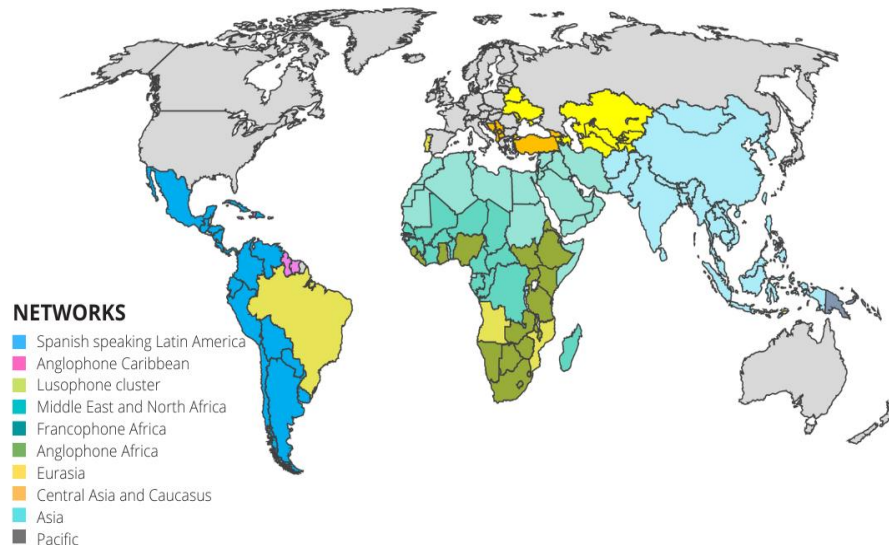 NETWORKS
Spanish speaking Latin America
Anglophone Caribbean
Lusophone cluster
Middle East and North Africa
Francophone Africa
Anglophone Africa
Eurasia
Central Asia and Caucasus
Asia
Pacific